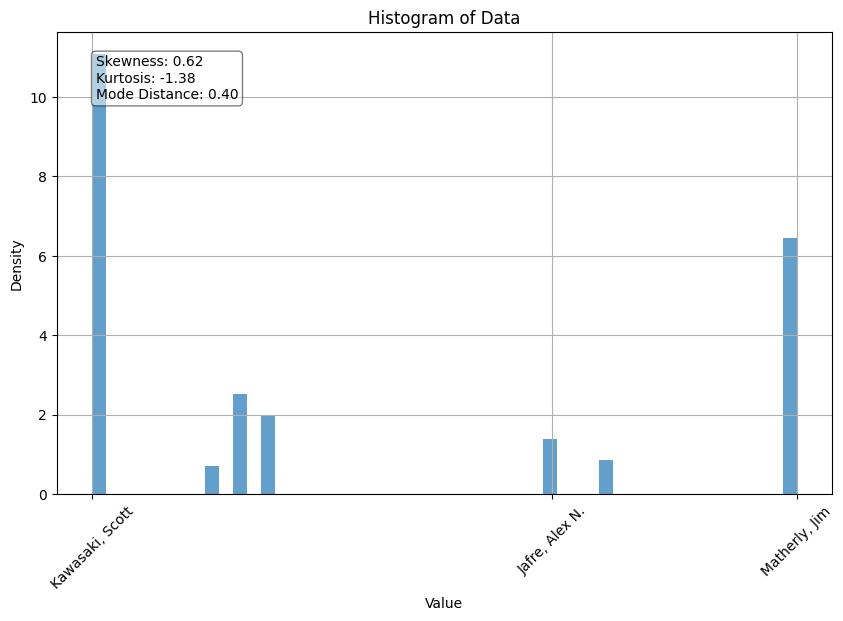 Histogram of Data
Skewness: 0.62
Kurtosis: -1.38
Mode Distance: 0.40
10
8
6
4
2
0
Density
Kawasaki, Scott
Jafre, Alex N.
Matherly, Jim
Value